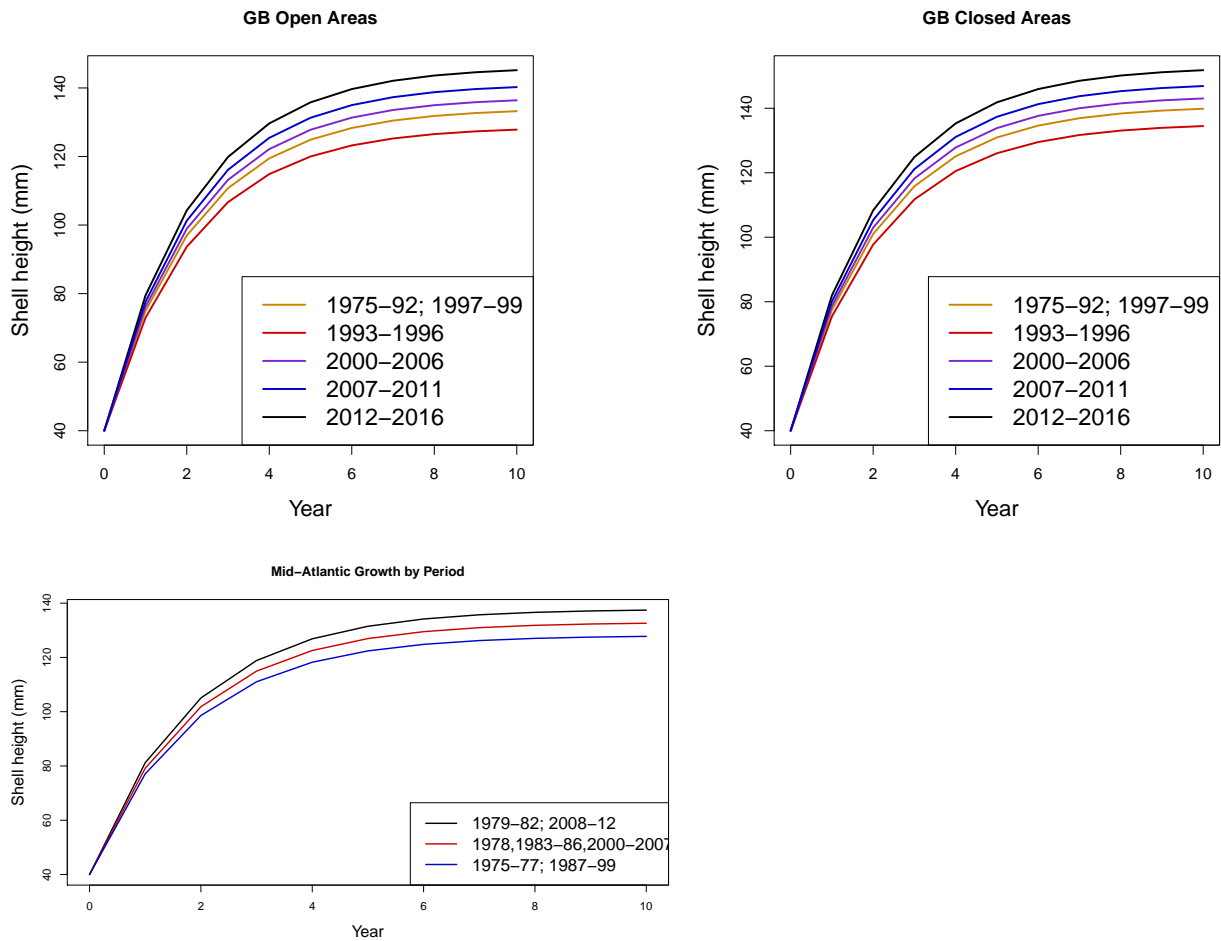 GB Open Areas
Shell height (mm)
140
120
100
80
60
40
1975−92; 1997−99
1993−1996
2000−2006
2007−2011
2012−2016
0 2 4 6 8 10
Year
GB Closed Areas
Shell height (mm)
140
120
100
80
60
40
1975−92; 1997−99
1993−1996
2000−2006
2007−2011
2012−2016
0 2 4 6 8 10
Year
Mid−Atlantic Growth by Period
Shell height (mm)
140
120
100
80
60
40
1979−82; 2008−12
1978,1983−86,2000−2007
1975−77; 1987−99
0 2 4 6 8 10
Year